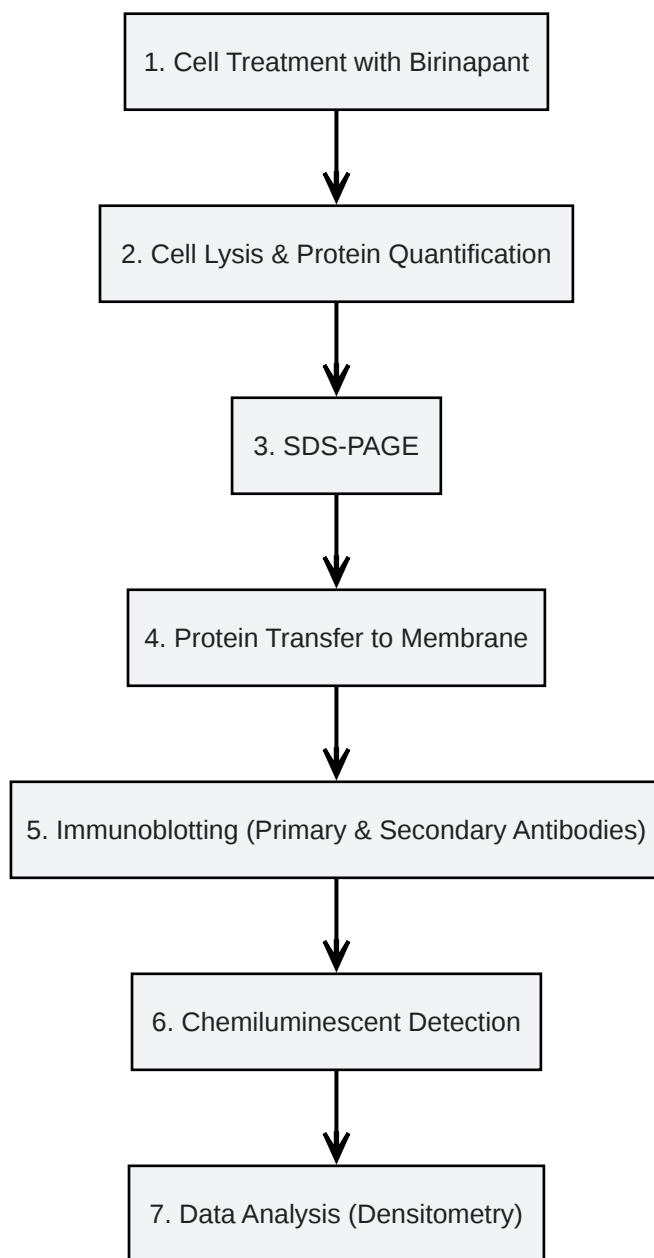 1. Cell Treatment with Birinapant
2. Cell Lysis & Protein Quantification
3. SDS-PAGE
4. Protein Transfer to Membrane
5. Immunoblotting (Primary & Secondary Antibodies)
6. Chemiluminescent Detection
7. Data Analysis (Densitometry)